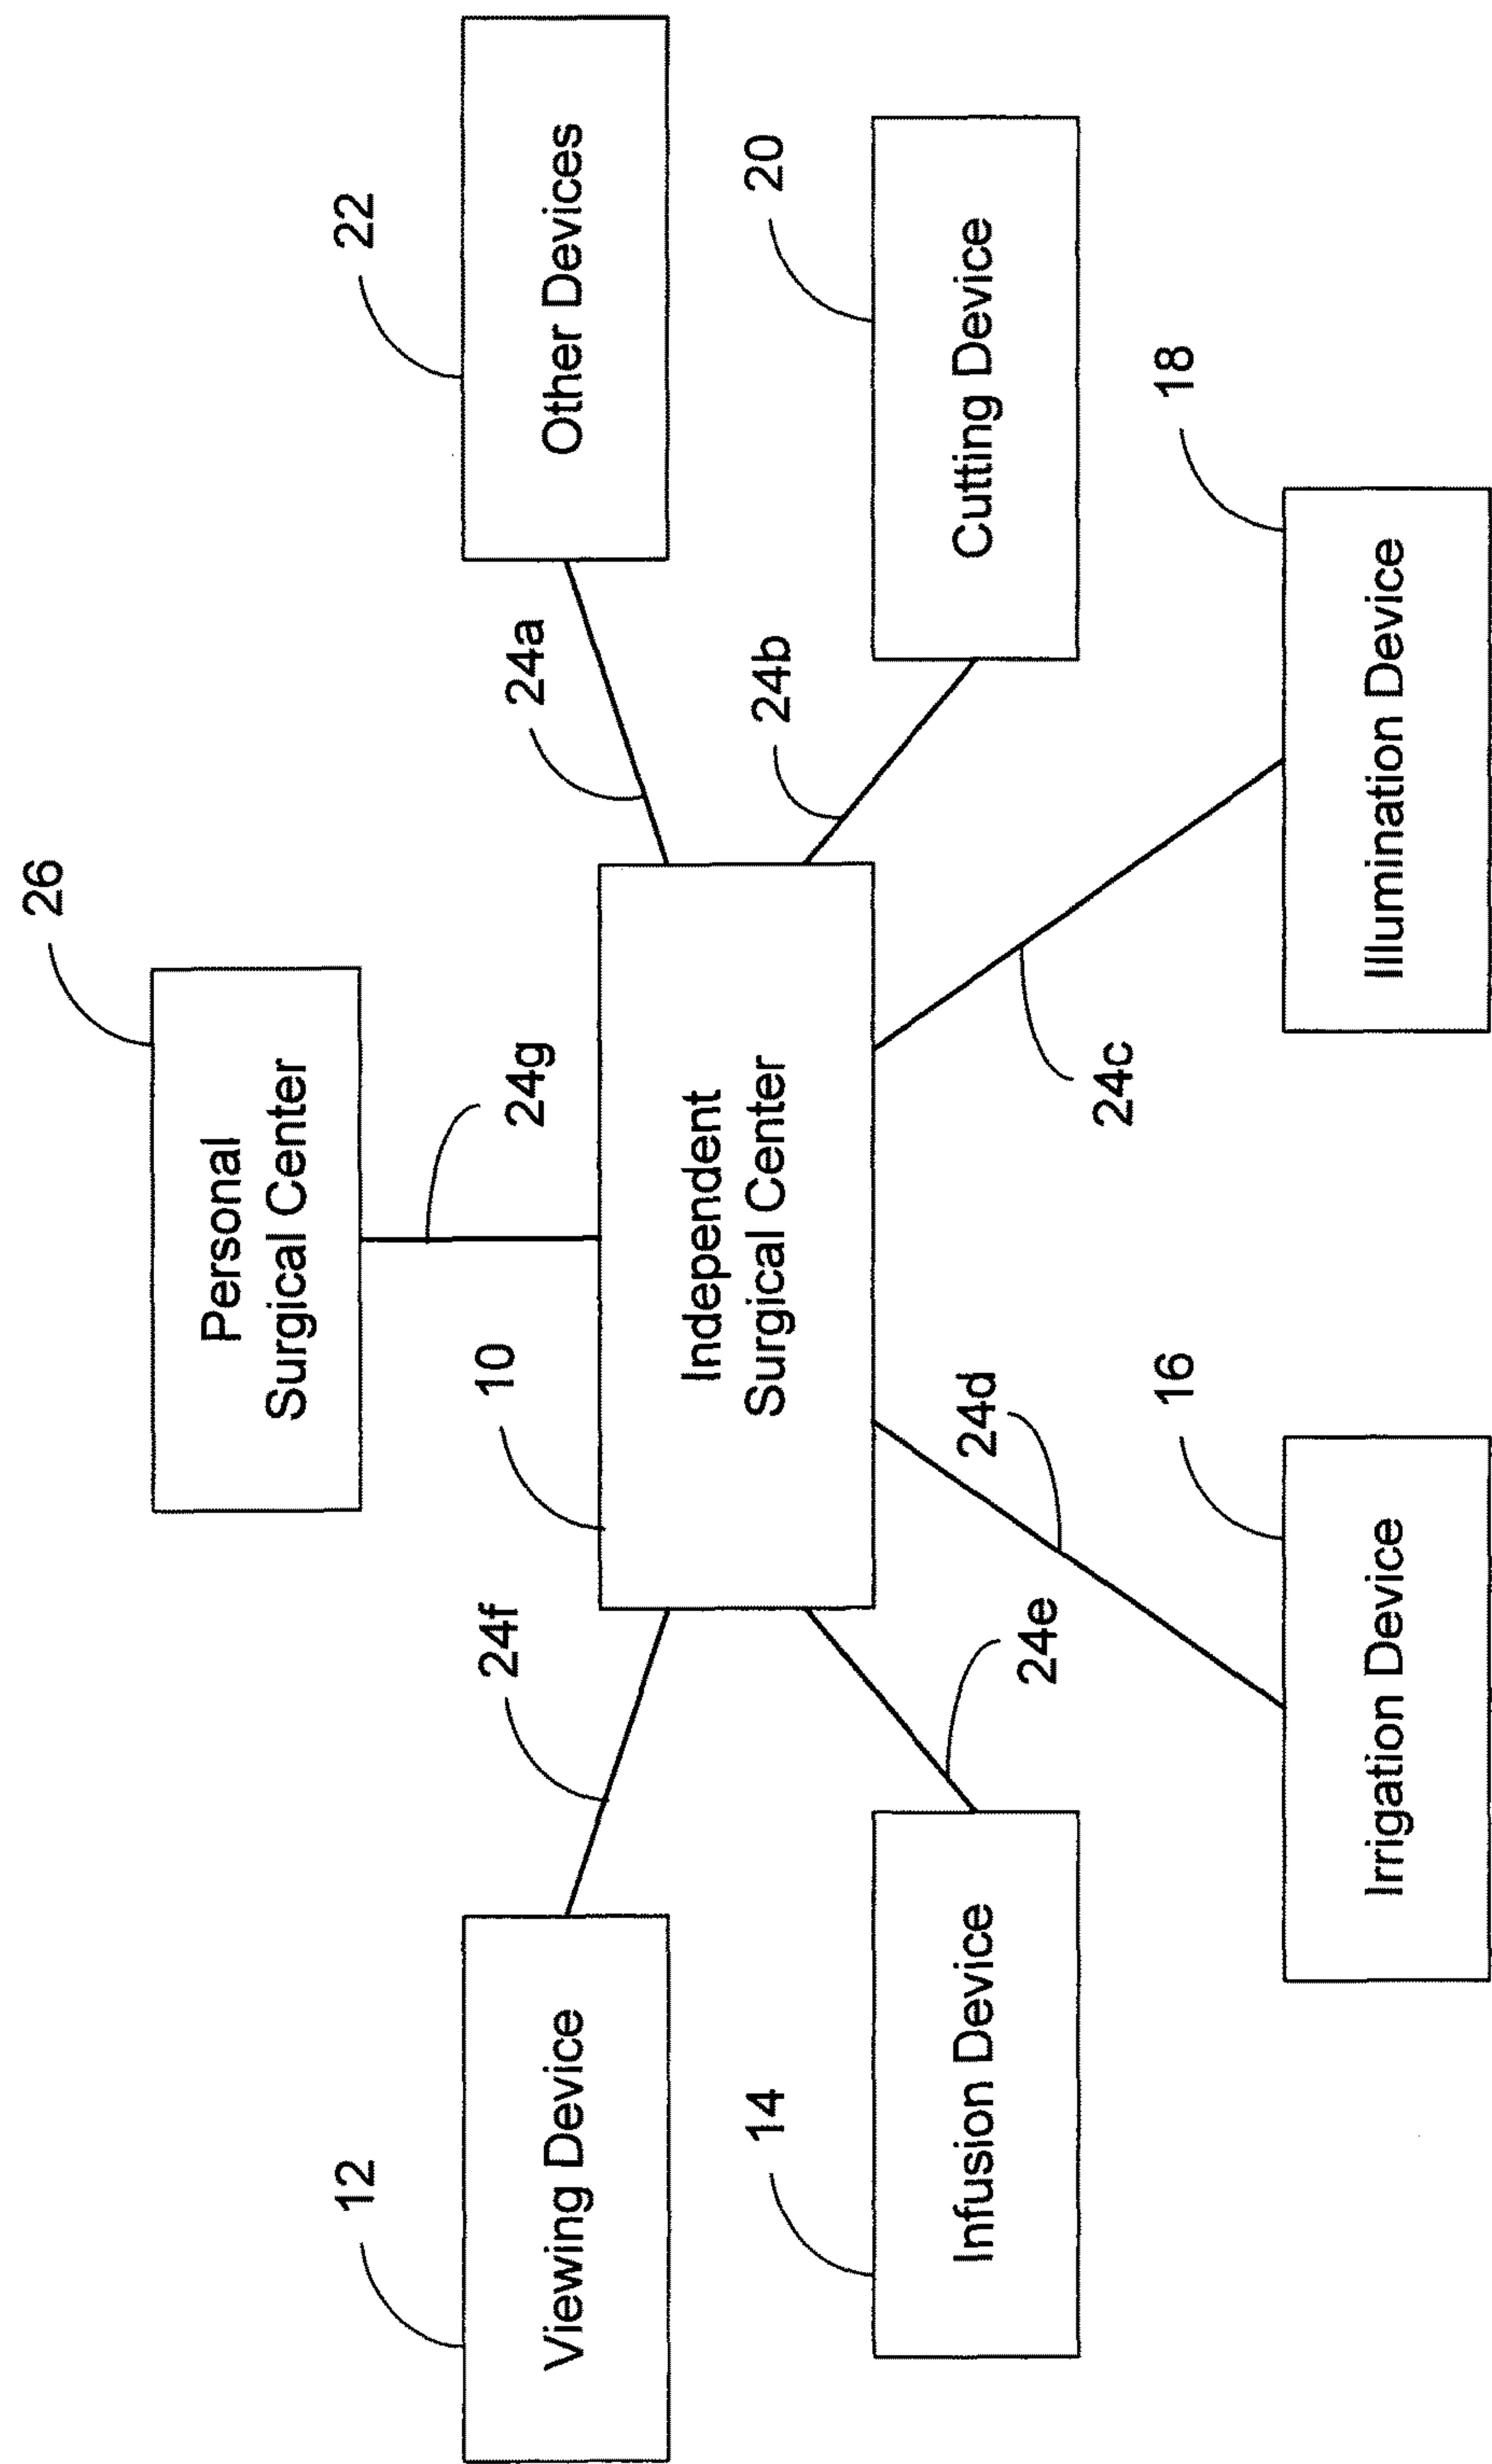 26
Personal
Surgical Center
24g
12
Viewing Device
24f
10
Independent
Surgical Center
24a
22
Other Devices
14
Infusion Device
24e
24b
20
Cutting Device
24d
24c
16
Irrigation Device
18
Illumination Device